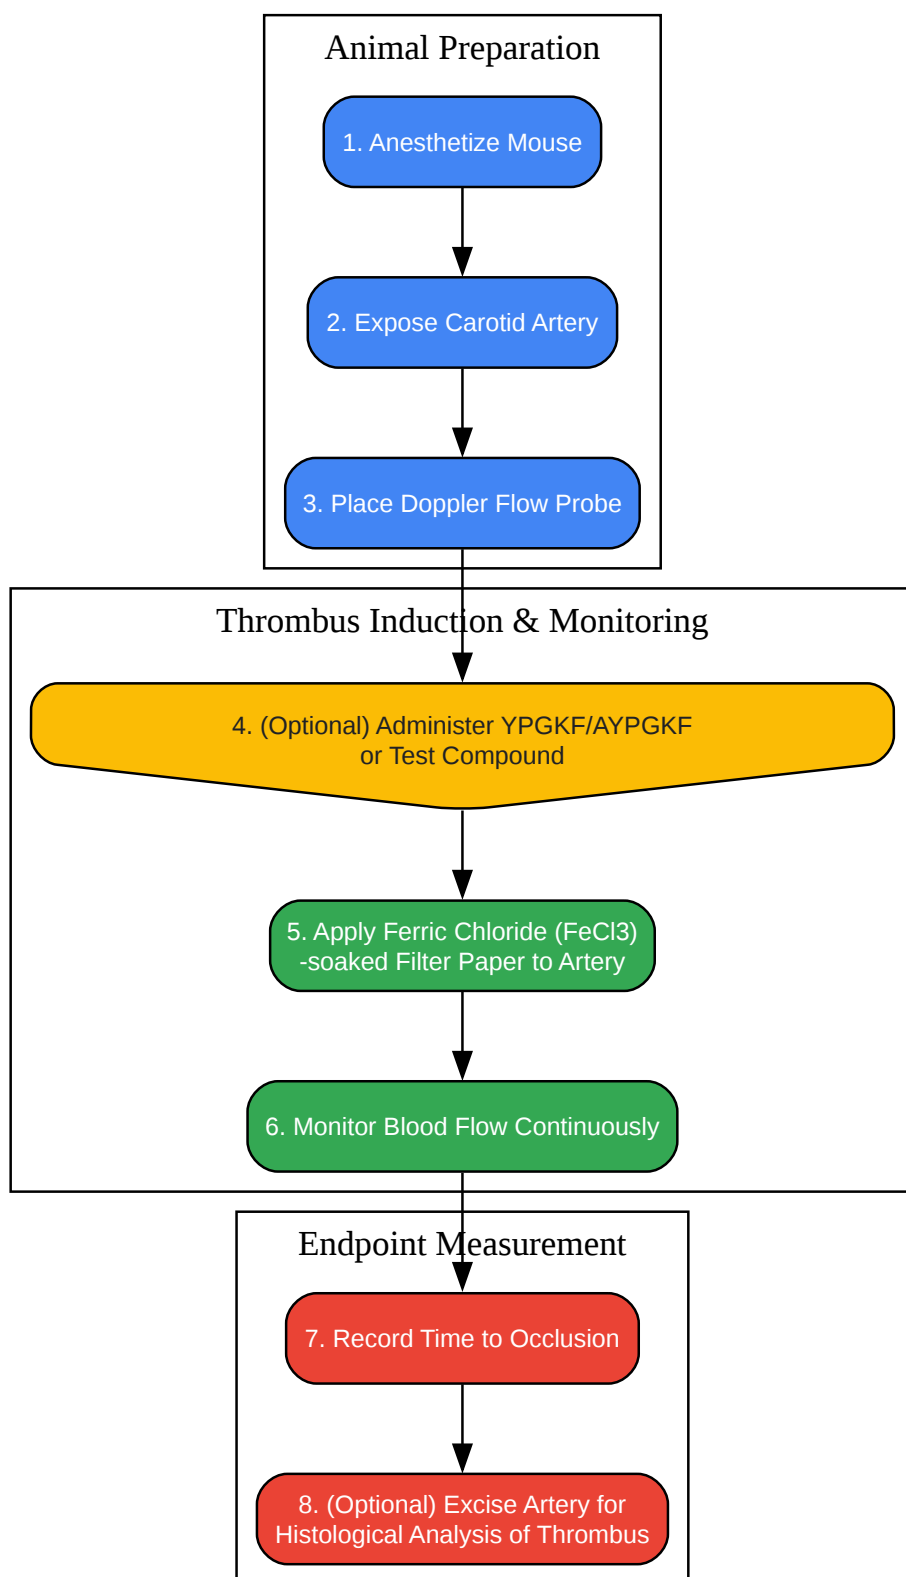 Animal Preparation
1. Anesthetize Mouse
2. Expose Carotid Artery
3. Place Doppler Flow Probe
Thrombus Induction & Monitoring
4. (Optional) Administer YPGKF/AYPGKF
or Test Compound
5. Apply Ferric Chloride (FeCl3)
-soaked Filter Paper to Artery
6. Monitor Blood Flow Continuously
Endpoint Measurement
7. Record Time to Occlusion
8. (Optional) Excise Artery for
Histological Analysis of Thrombus